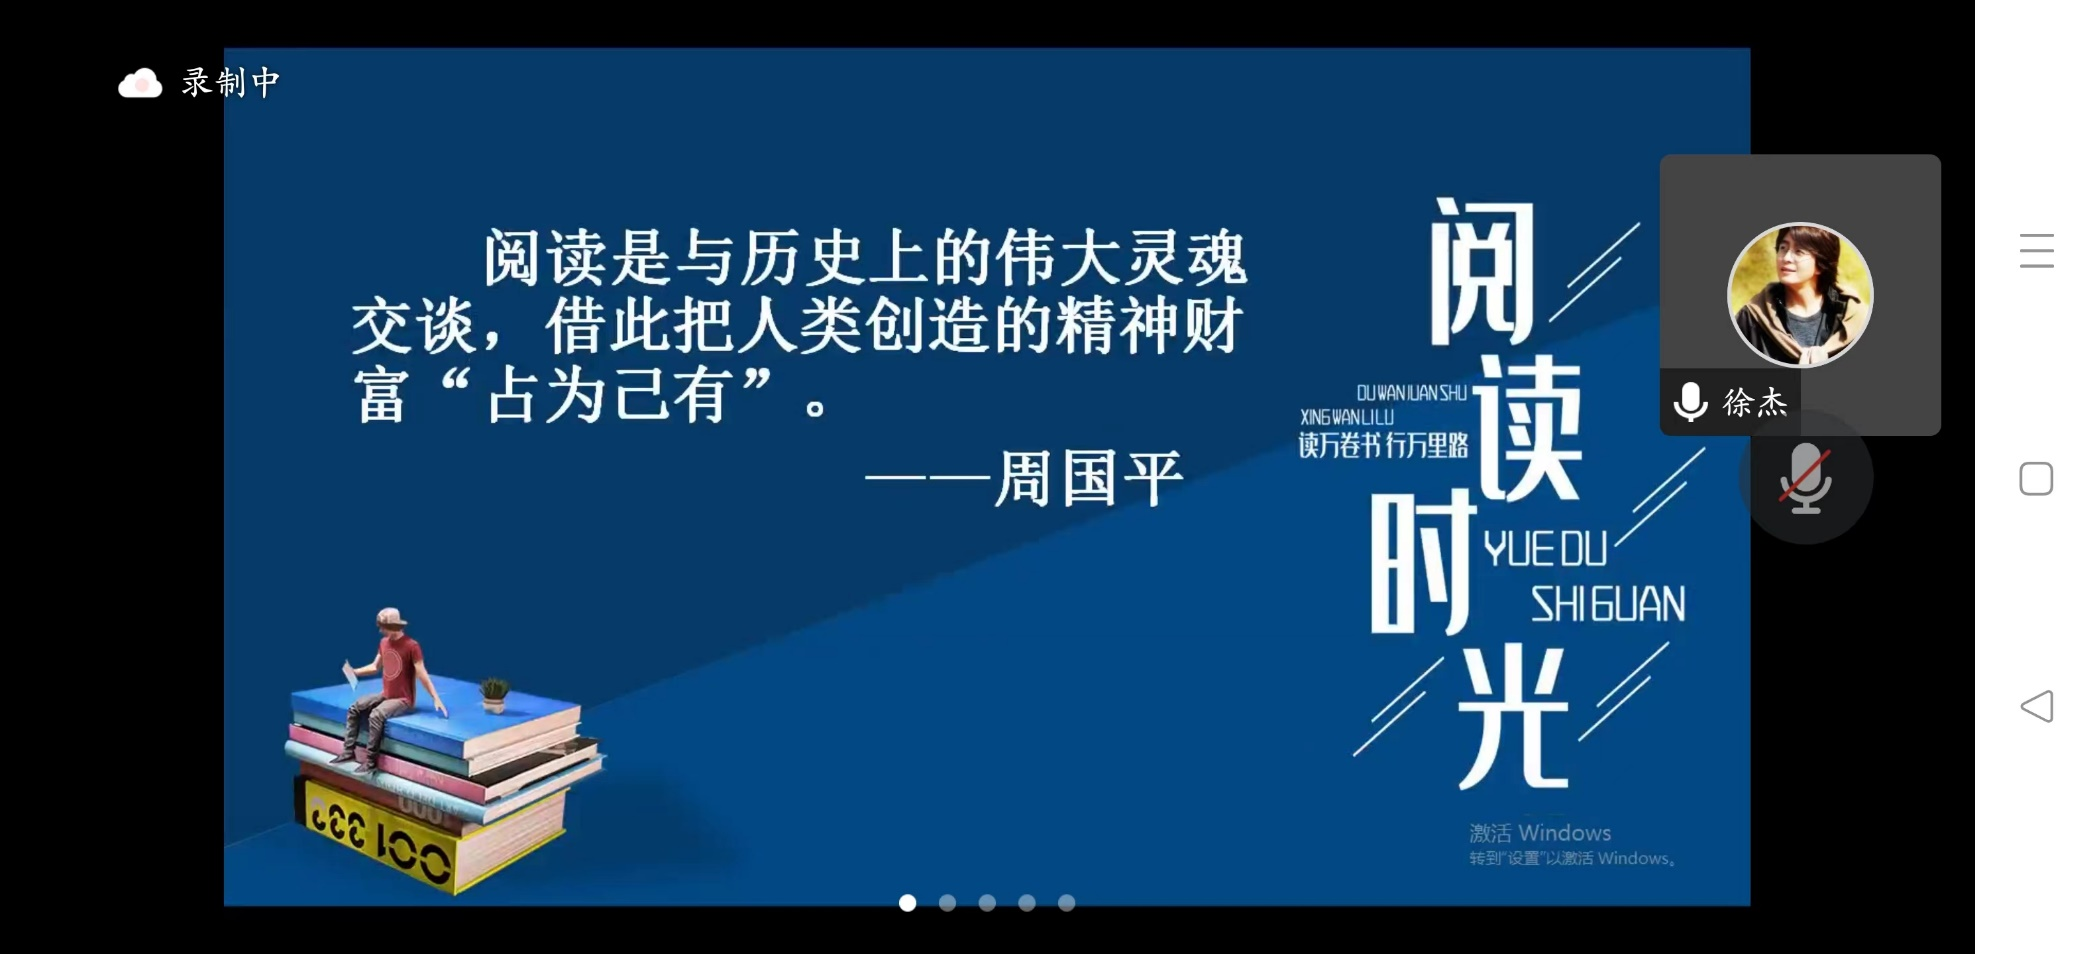 录制中
阅读是与历史上的伟大灵魂
交谈，借此把人类创造的精神财
富“占为己有”。
——周国平
阅
读
时
光
DU WAN JUAN SHU
XING WAN LI LU
读万卷书 行万里路
YUE DU
SHI GUAN
徐杰
001 333
激活 Windows
转到“设置”以激活 Windows。